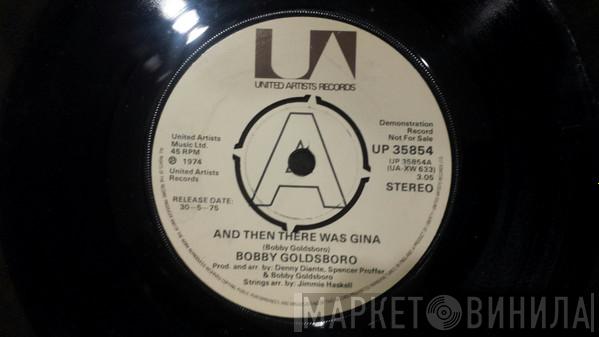 UA
UNITED ARTISTS RECORDS
United Artists
Music Ltd.
45 RPM
℗ 1974
United Artists
Records
RELEASE DATE:
30-5-75
A
Demonstration
Record
Not For Sale
UP 35854
(UP 35854A)
(UA-XW 633)
3.05
STEREO
AND THEN THERE WAS GINA
(Bobby Goldsboro)
BOBBY GOLDSBORO
Prod. and arr. by: Denny Diante, Spencer Proffer
& Bobby Goldsboro
Strings arr. by: Jimmie Haskell
МАРКЕТ ВИНИЛА